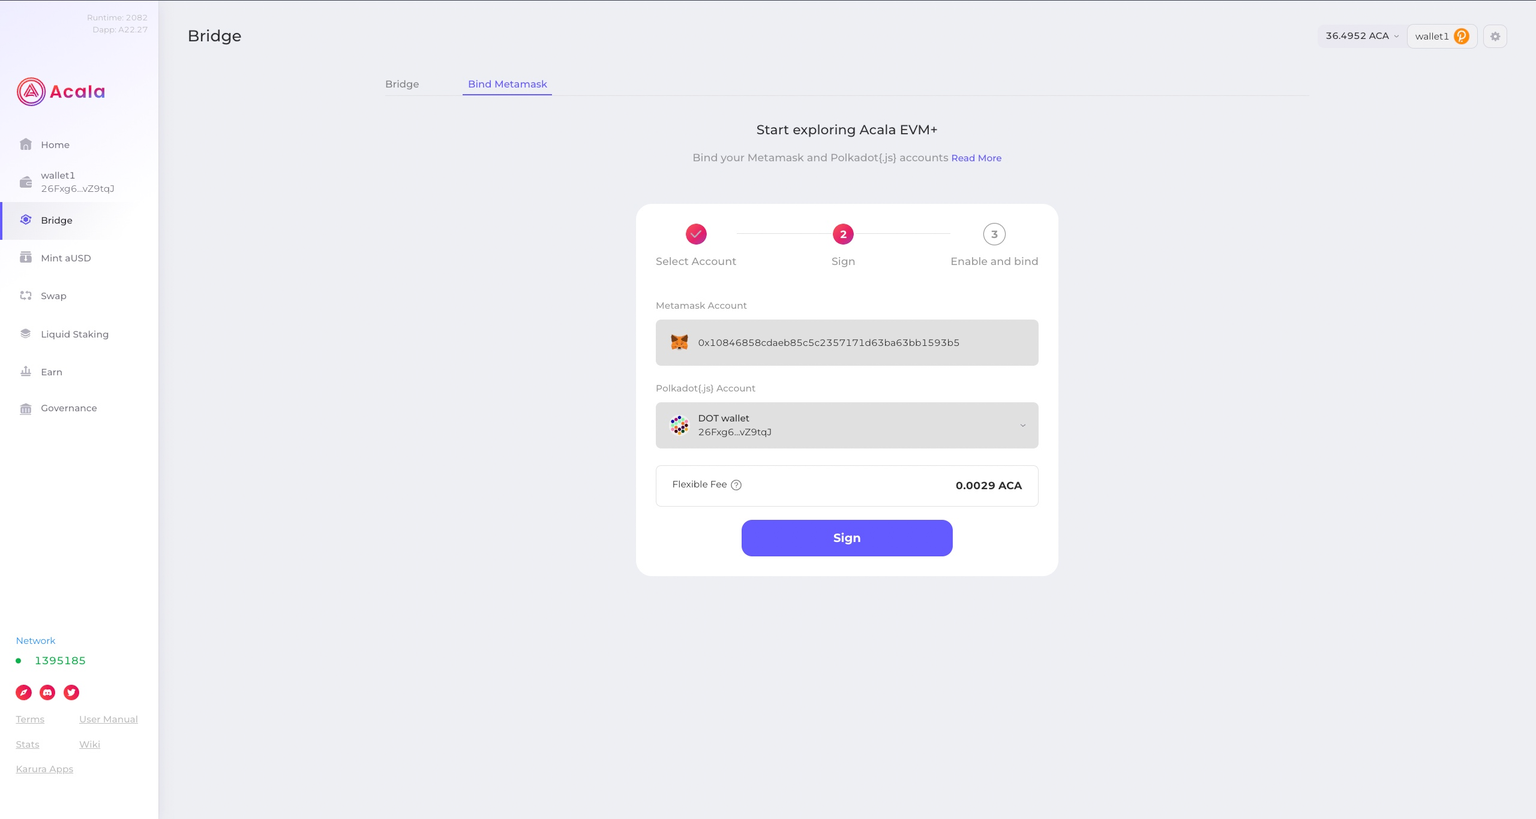 Runtime: 2082
Dapp: A22.27
Acala
Home
wallet1
26Fxg6...vZ9tqJ
Bridge
Mint aUSD
Swap
Liquid Staking
Earn
Governance
Network
1395185
Terms User Manual
Stats Wiki
Karura Apps
Bridge
36.4952 ACA
wallet1
Bridge Bind Metamask
Start exploring Acala EVM+
Bind your Metamask and Polkadot{.js} accounts Read More
2 3
Select Account Sign Enable and bind
Metamask Account
0x10846858cdaeb85c5c2357171d63ba63bb1593b5
Polkadot{.js} Account
DOT wallet
26Fxg6...vZ9tqJ
Flexible Fee ? 0.0029 ACA
Sign